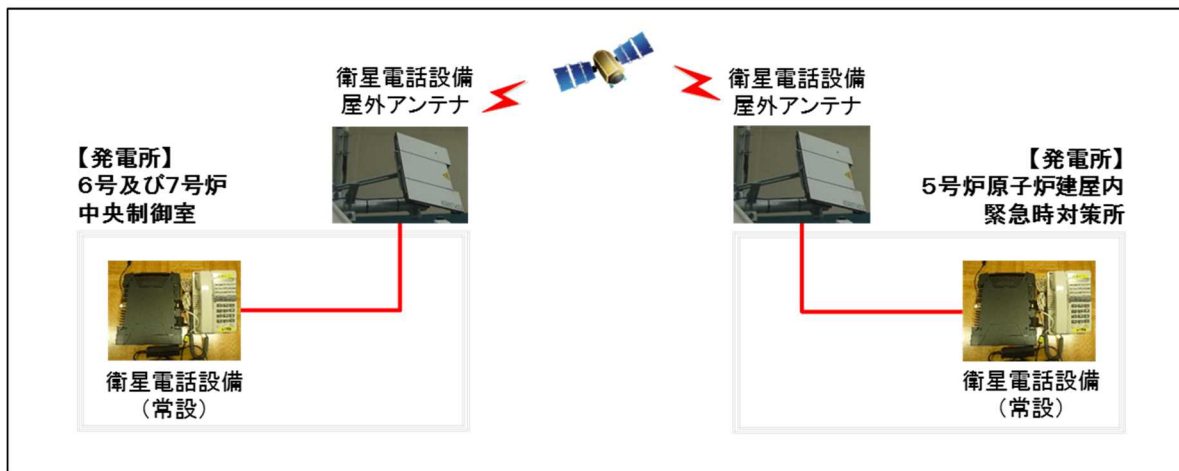 衛星電話設備
屋外アンテナ
【発電所】
6号及び7号炉
中央制御室
衛星電話設備
（常設）
衛星電話設備
屋外アンテナ
【発電所】
5号炉原子炉建屋内
緊急時対策所
衛星電話設備
（常設）